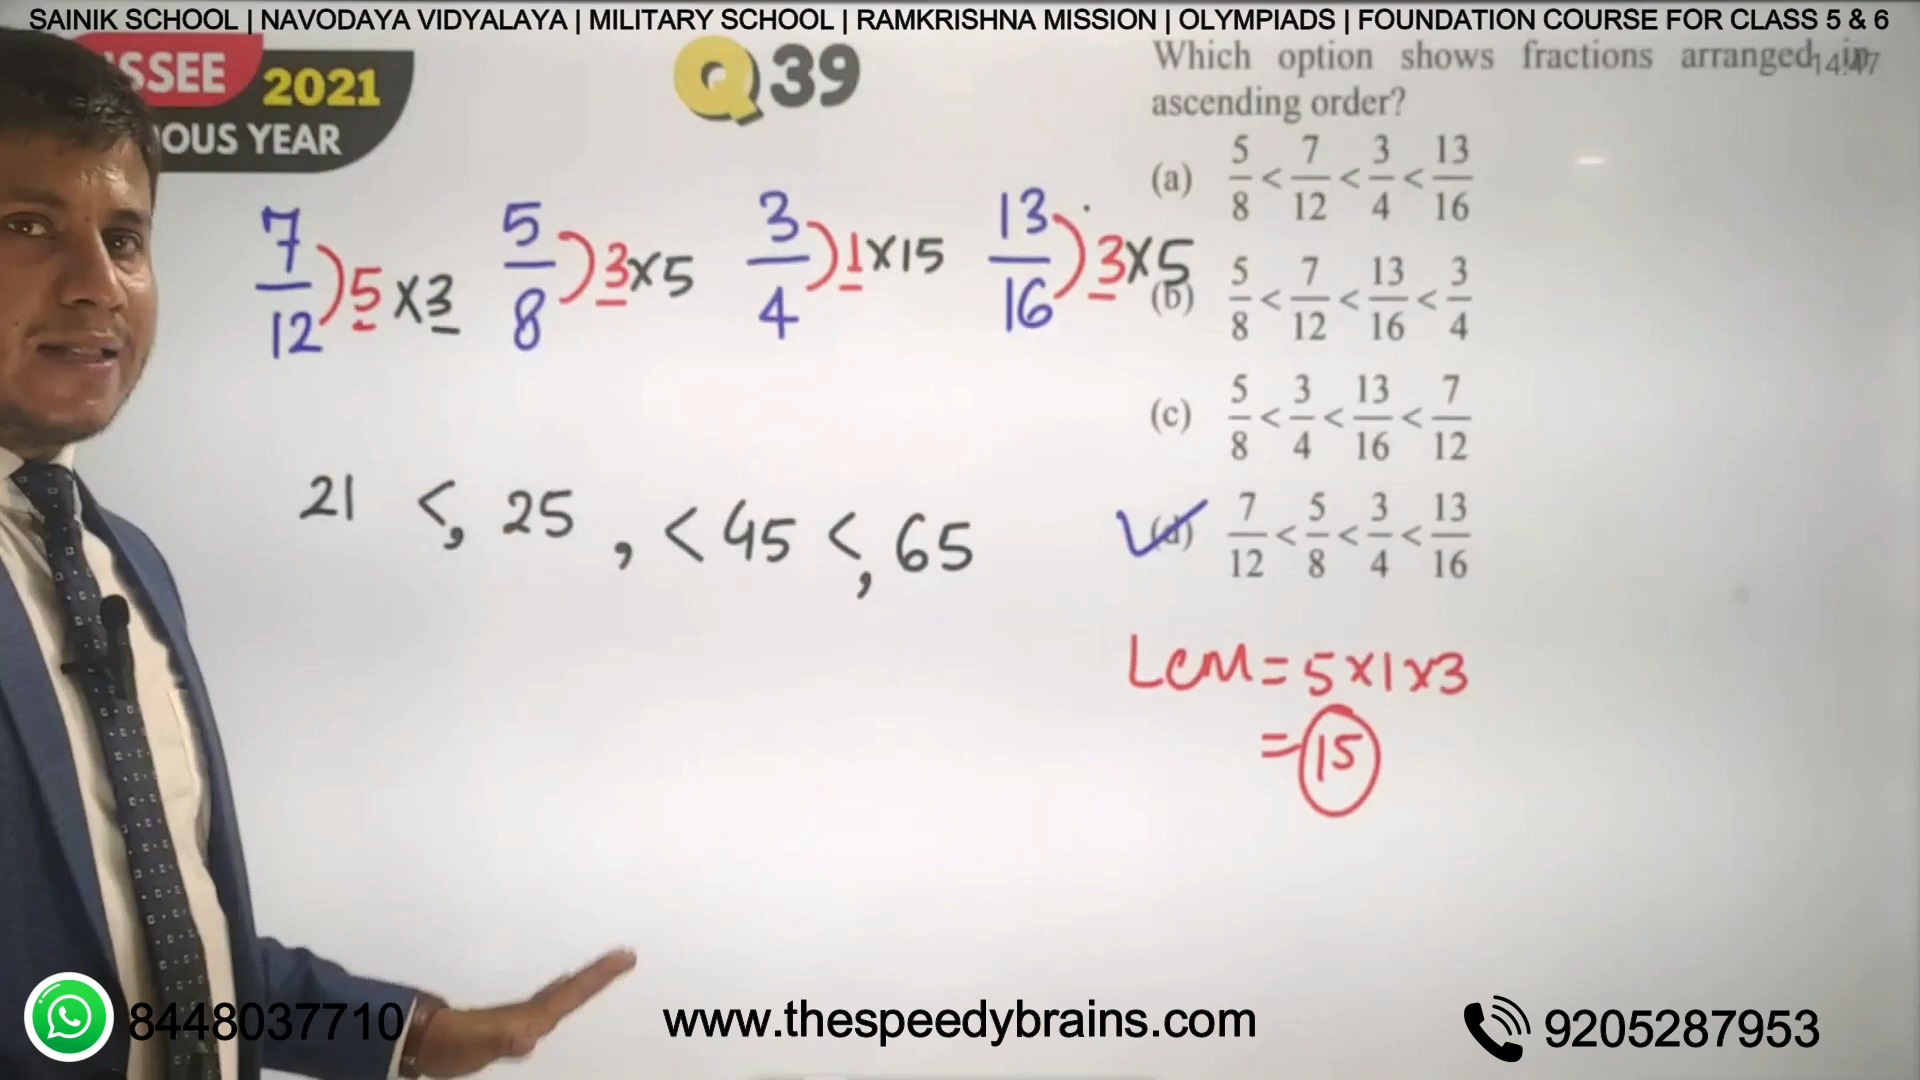 SAINIK SCHOOL | NAVODAYA VIDYALAYA | MILITARY SCHOOL | RAMKRISHNA MISSION | OLYMPIADS | FOUNDATION COURSE FOR CLASS 5 & 6
SSEE 2021
OUS YEAR
Q 39
Which option shows fractions arranged in
14:47
ascending order?
(a) 5/8 < 7/12 < 3/4 < 13/16
(b) 5/8 < 7/12 < 13/16 < 3/4
(c) 5/8 < 3/4 < 13/16 < 7/12
(d) 7/12 < 5/8 < 3/4 < 13/16
7/12 ) 5 × 3
5/8 ) 3 × 5
3/4 ) 1 × 15
13/16 ) 3 × 5
21 <, 25 , < 45 <, 65
LCM = 5 × 1 × 3
= 15
8448037710
www.thespeedybrains.com
9205287953